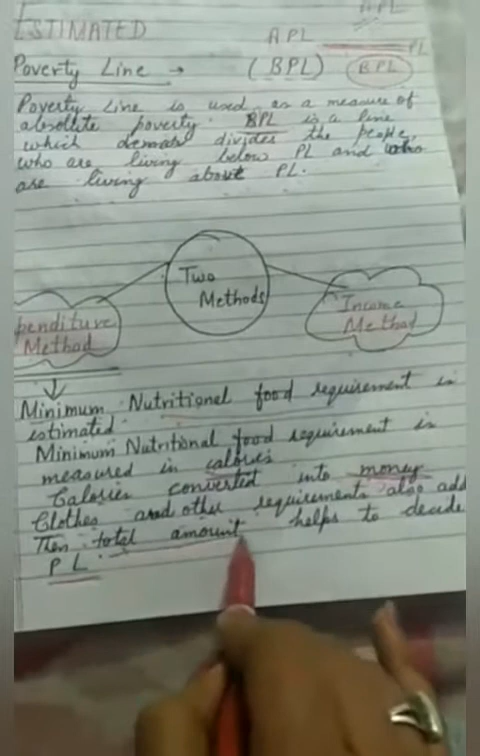 APL
ESTIMATED
APL
PL
Poverty Line →
(BPL)
BPL
Poverty Line is used as a measure of
absolute poverty. BPL is a line
which divides the people,
who are living below PL and who
are living above PL.
Two
Methods
penditure
Method
Income
Method
Minimum Nutritional food requirement is
estimated.
Minimum Nutritional food requirement is
measured in calories
Calories converted into money
Clothes and other requirements also add
Then total amount helps to decide
PL.